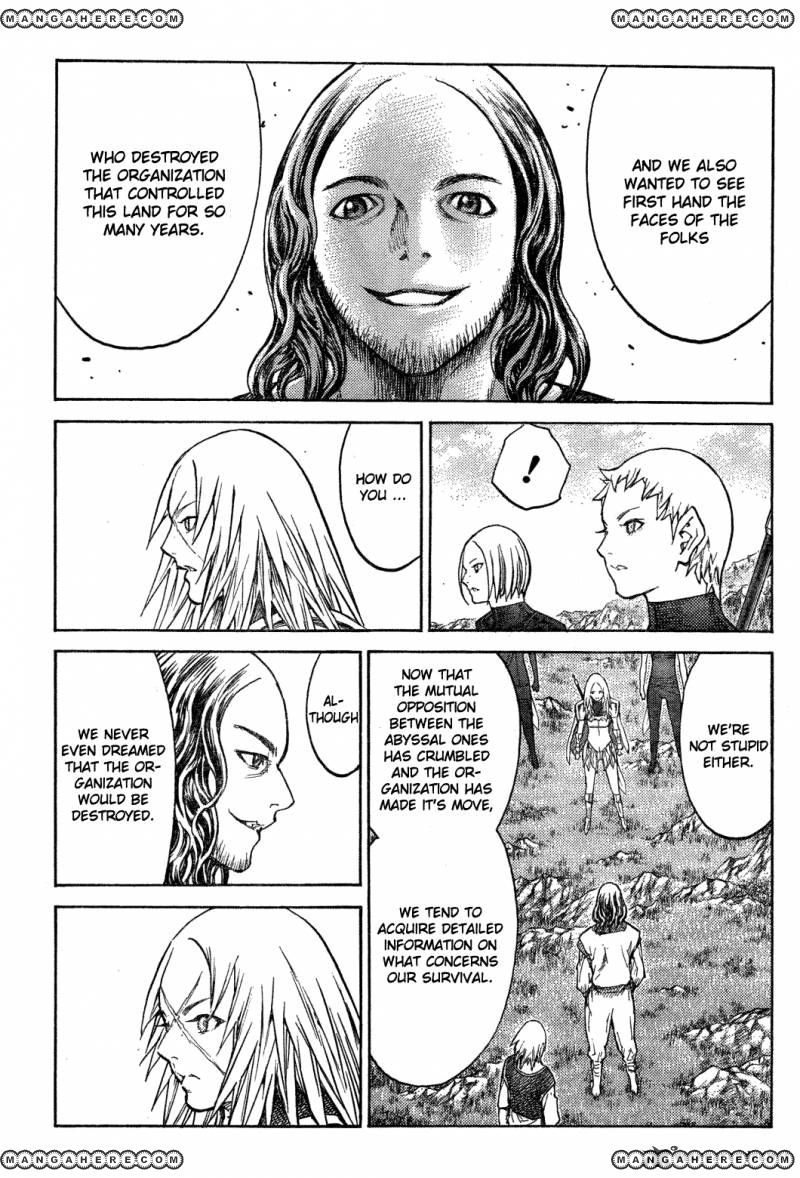 MANGAHERE.COM
MANGAHERE.COM
AND WE ALSO
WANTED TO SEE
FIRST HAND THE
FACES OF THE
FOLKS
WHO DESTROYED
THE ORGANIZATION
THAT CONTROLLED
THIS LAND FOR SO
MANY YEARS.
!
HOW DO
YOU ...
WE'RE
NOT STUPID
EITHER.
NOW THAT
THE MUTUAL
OPPOSITION
BETWEEN THE
ABYSSAL ONES
HAS CRUMBLED
AND THE OR-
GANIZATION HAS
MADE IT'S MOVE,
WE TEND TO
ACQUIRE DETAILED
INFORMATION ON
WHAT CONCERNS
OUR SURVIVAL.
AL-
THOUGH
WE NEVER
EVEN DREAMED
THAT THE OR-
GANIZATION
WOULD BE
DESTROYED.
MANGAHERE.COM
MANGAHERE.COM